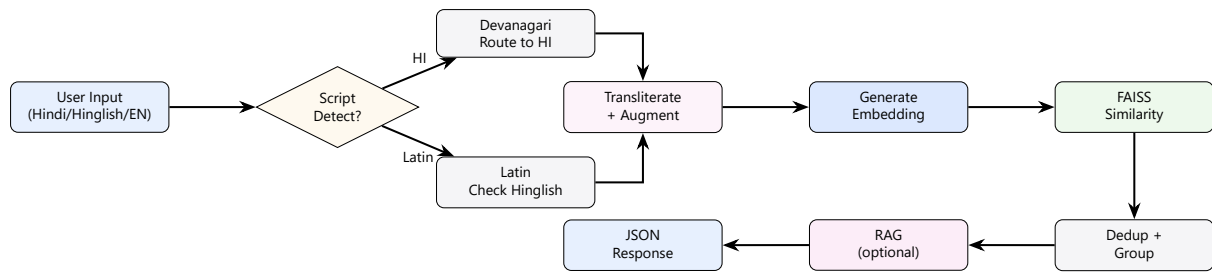 User Input
(Hindi/Hinglish/EN)
Script
Detect?
HI
Devanagari
Route to HI
Latin
Latin
Check Hinglish
Transliterate
+ Augment
Generate
Embedding
FAISS
Similarity
Dedup +
Group
RAG
(optional)
JSON
Response